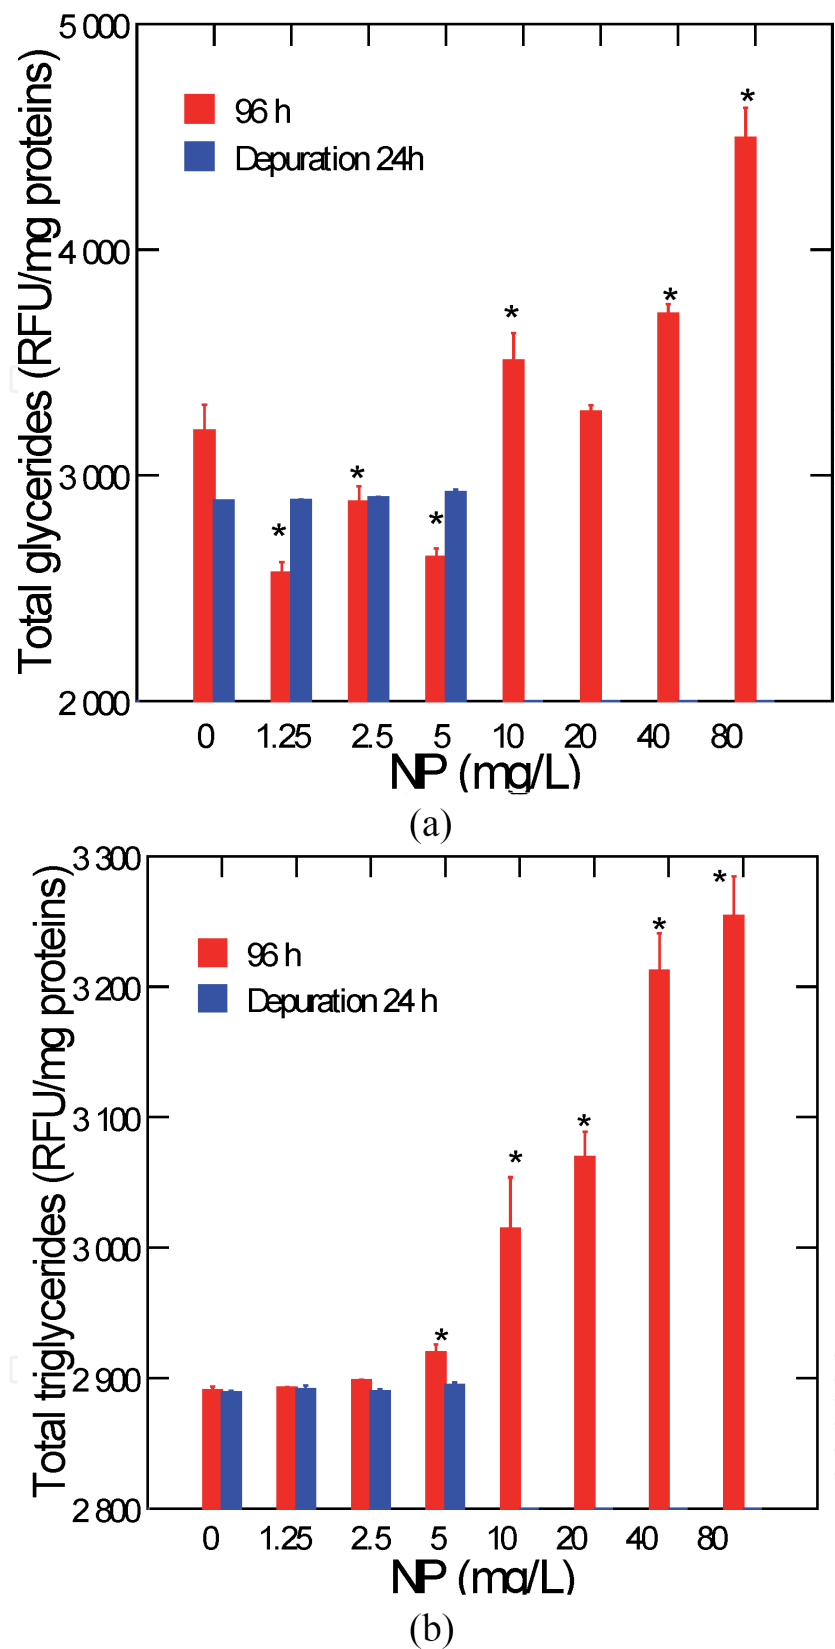 5 000
4 000
3 000
2 000
Total glycerides (RFU/mg proteins)
96 h
Depuration 24h
*
*
*
*
*
*
0 1.25 2.5 5 10 20 40 80
NP (mg/L)
(a)
3 300
3 200
3 100
3 000
2 900
2 800
Total triglycerides (RFU/mg proteins)
96 h
Depuration 24 h
*
*
*
*
*
0 1.25 2.5 5 10 20 40 80
NP (mg/L)
(b)